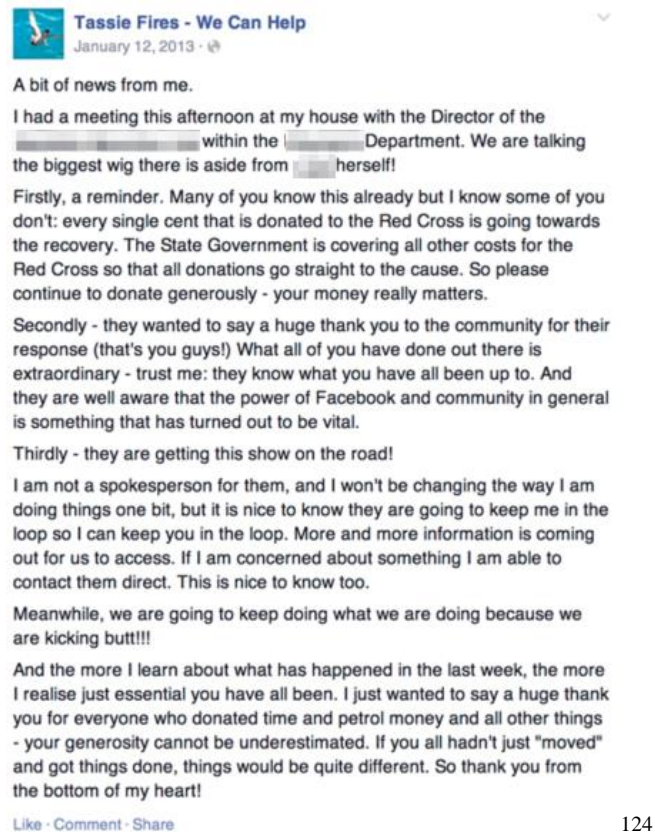 Tassie Fires - We Can Help
January 12, 2013 ·
A bit of news from me.
I had a meeting this afternoon at my house with the Director of the
within the Department. We are talking
the biggest wig there is aside from herself!
Firstly, a reminder. Many of you know this already but I know some of you
don't: every single cent that is donated to the Red Cross is going towards
the recovery. The State Government is covering all other costs for the
Red Cross so that all donations go straight to the cause. So please
continue to donate generously - your money really matters.
Secondly - they wanted to say a huge thank you to the community for their
response (that's you guys!) What all of you have done out there is
extraordinary - trust me: they know what you have all been up to. And
they are well aware that the power of Facebook and community in general
is something that has turned out to be vital.
Thirdly - they are getting this show on the road!
I am not a spokesperson for them, and I won't be changing the way I am
doing things one bit, but it is nice to know they are going to keep me in the
loop so I can keep you in the loop. More and more information is coming
out for us to access. If I am concerned about something I am able to
contact them direct. This is nice to know too.
Meanwhile, we are going to keep doing what we are doing because we
are kicking butt!!!
And the more I learn about what has happened in the last week, the more
I realise just essential you have all been. I just wanted to say a huge thank
you for everyone who donated time and petrol money and all other things
- your generosity cannot be underestimated. If you all hadn't just "moved"
and got things done, things would be quite different. So thank you from
the bottom of my heart!
Like · Comment · Share
124